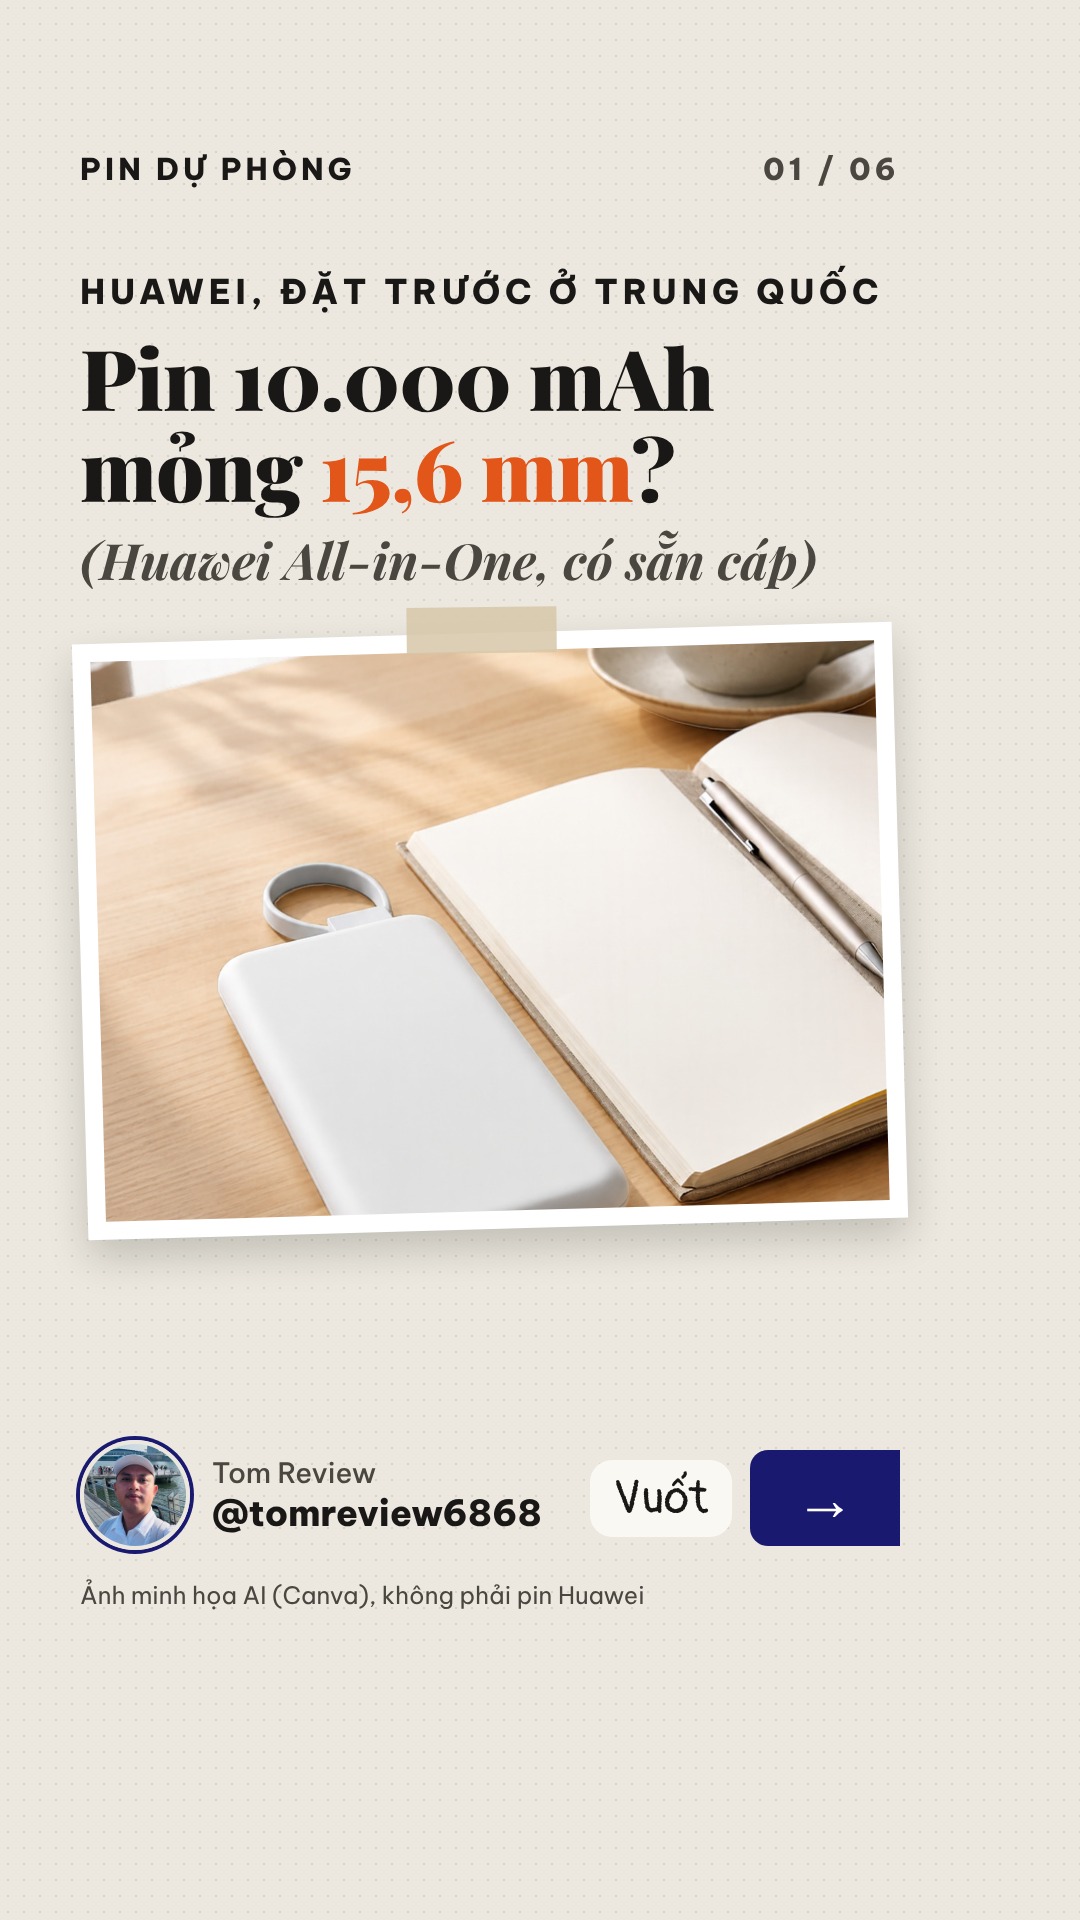 PIN DỰ PHÒNG
01 / 06
HUAWEI, ĐẶT TRƯỚC Ở TRUNG QUỐC
Pin 10.000 mAh
mỏng 15,6 mm?
(Huawei All-in-One, có sẵn cáp)
Tom Review
@tomreview6868
Vuốt
→
Ảnh minh họa AI (Canva), không phải pin Huawei